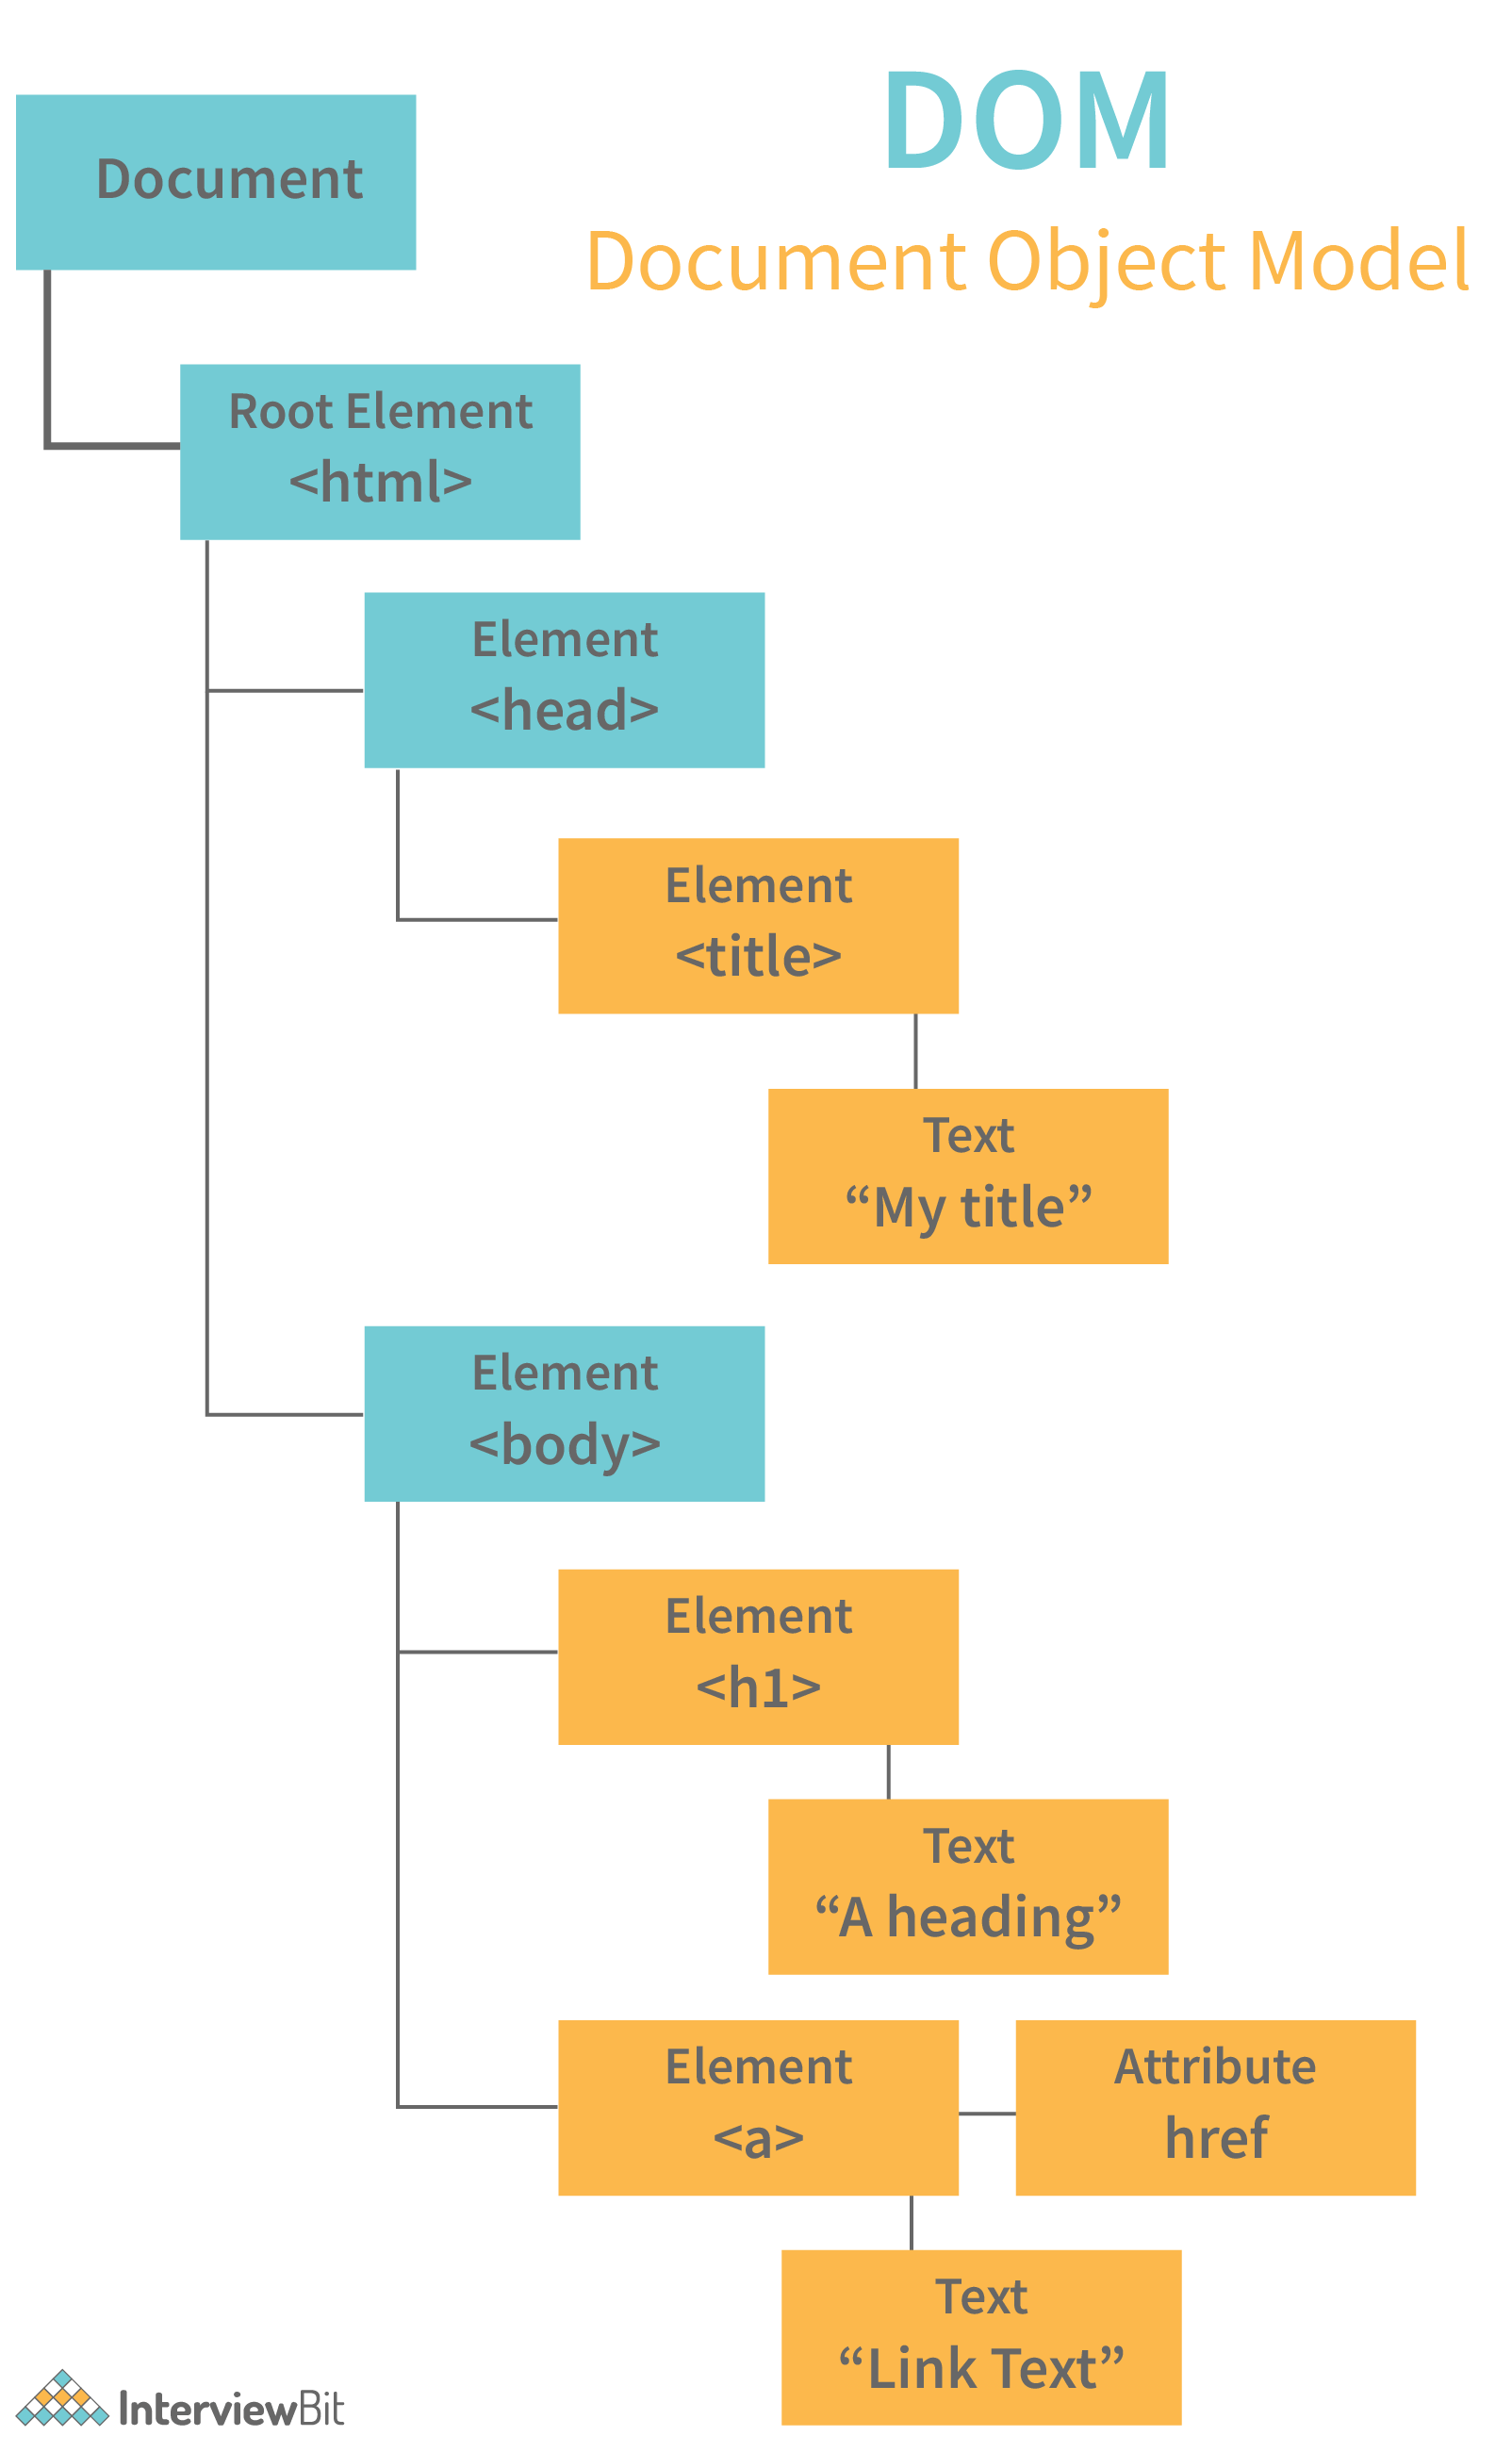 DOM
Document Object Model
Document
Root Element
<html>
Element
<head>
Element
<title>
Text
“My title”
Element
<body>
Element
<h1>
Text
“A heading”
Element
<a>
Attribute
href
Text
“Link Text”
InterviewBit